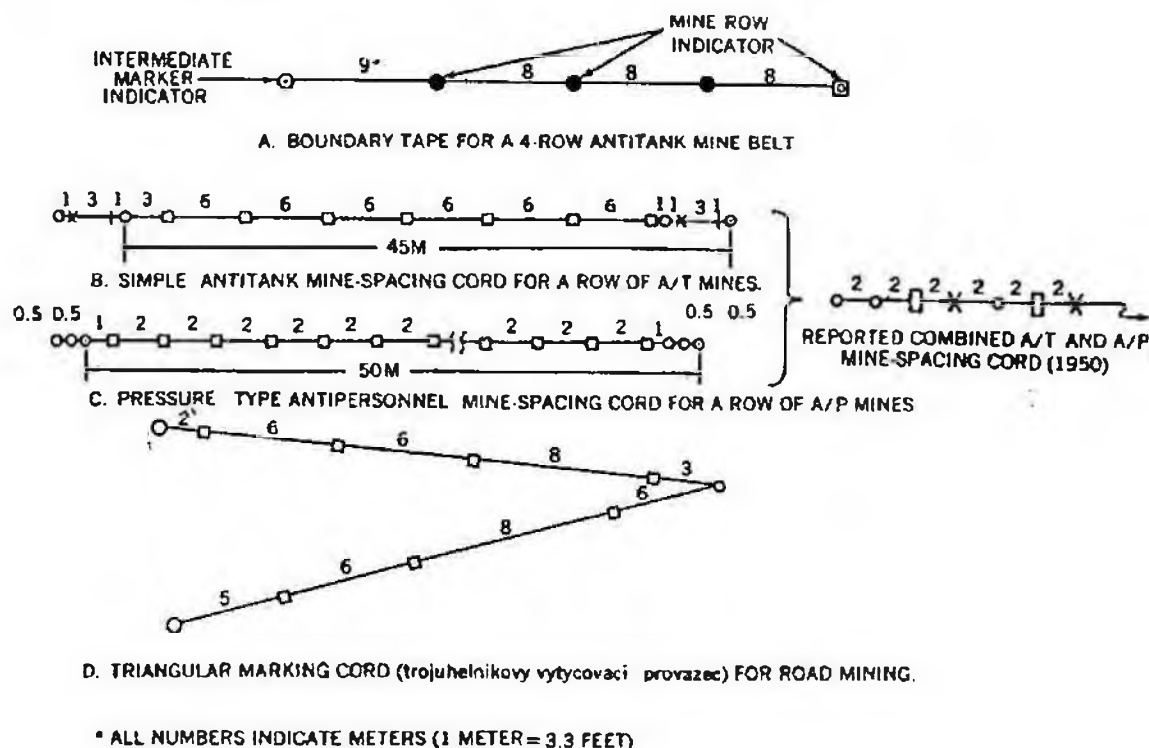 MINE ROW
INDICATOR
INTERMEDIATE
MARKER
INDICATOR
9*
8
8
8
A. BOUNDARY TAPE FOR A 4-ROW ANTITANK MINE BELT
1 3 1 3 6 6 6 6 6 6 1 1 3 1
45M
B. SIMPLE ANTITANK MINE-SPACING CORD FOR A ROW OF A/T MINES.
0.5 0.5 1 2 2 2 2 2 2 2 2 2 1 0.5 0.5
50M
C. PRESSURE TYPE ANTIPERSONNEL MINE-SPACING CORD FOR A ROW OF A/P MINES
2 2 2 2 2 2
REPORTED COMBINED A/T AND A/P
MINE-SPACING CORD (1950)
2' 6 6 8 3
5 6 8 6
D. TRIANGULAR MARKING CORD (trojuhelnikovy vytycovaci provazec) FOR ROAD MINING.
* ALL NUMBERS INDICATE METERS (1 METER = 3.3 FEET)